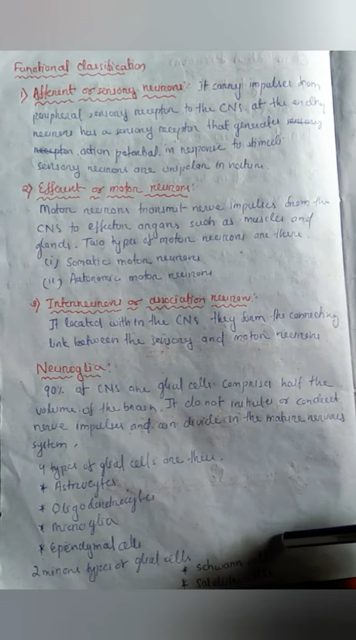 Functional classification
1) Afferent or sensory neurons:- it carry impulses from
peripheral sensory receptor to the CNS. at the ending
neurons has a sensory receptor that generates
action potential in response to stimuli.
sensory neurons are unipolar in nature.
2) Efferent or motor neurons:
Motor neurons transmit nerve impulses from the
CNS to effector organs such as muscles and
glands. Two types of motor neurons are there
(i) Somatic motor neurons
(ii) Autonomic motor neurons
3) Interneurons or association neurons:-
It located within the CNS they form the connecting
link between the sensory and motor neurons
Neuroglia:
90% of CNS are glial cells comprises half the
volume of the brain. It do not initiates or conduct
nerve impulses and can divide in the mature nervous
system.
4 types of glial cells are there.
* Astrocytes.
* Oligodendrocytes
* Microglia
* Ependymal cells
2 minor types of glial cells
* Schwann
*